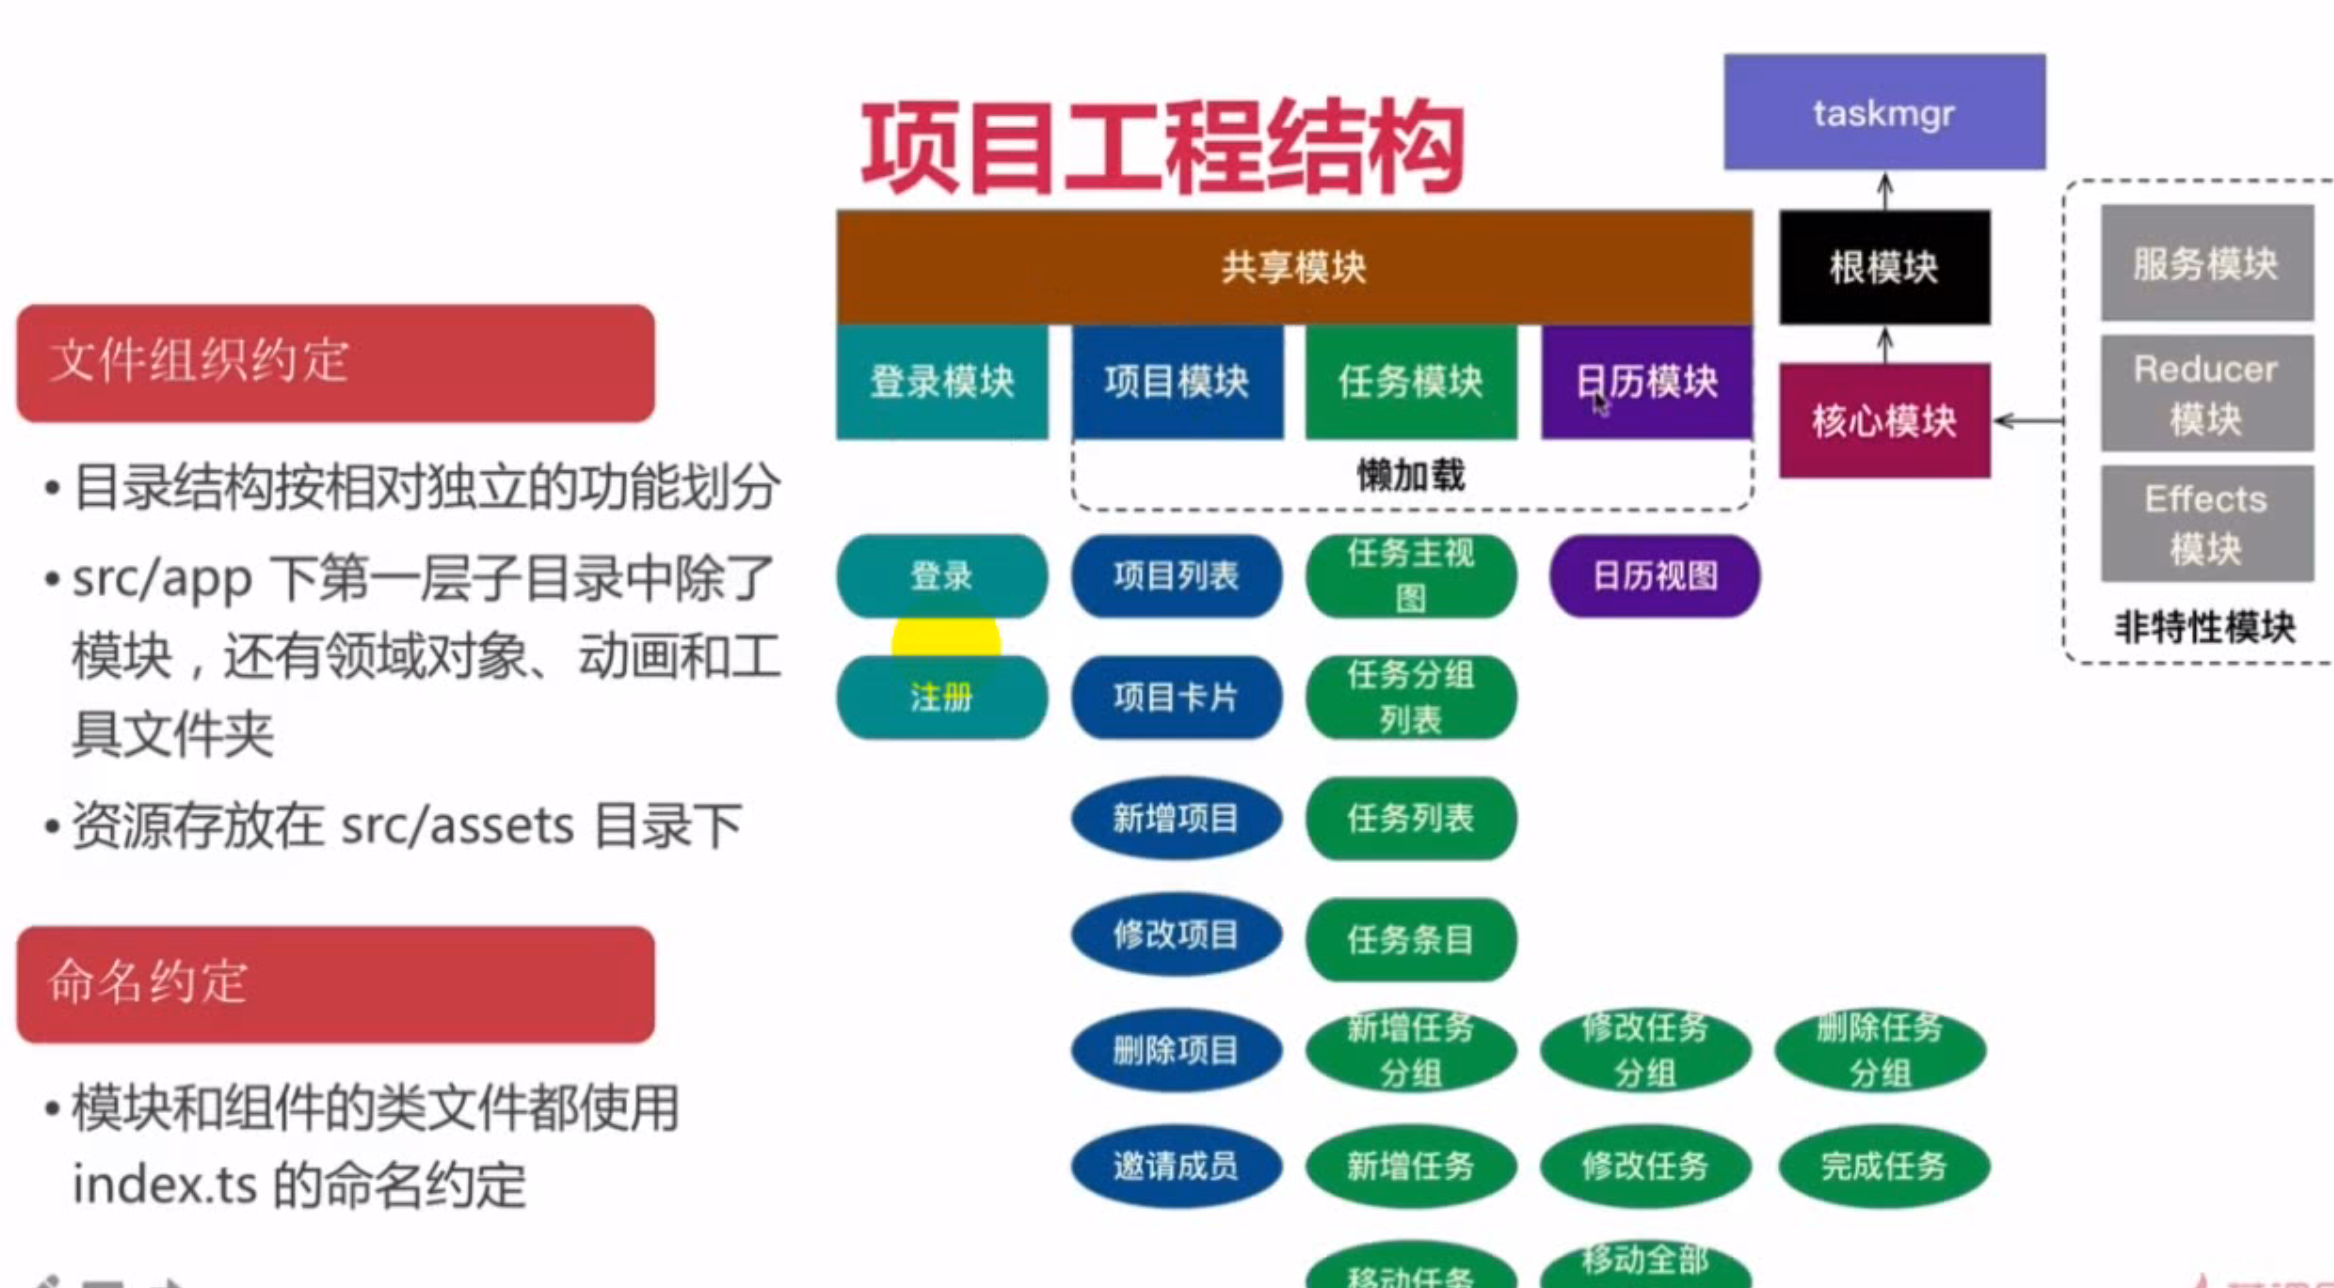 项目工程结构
文件组织约定
• 目录结构按相对独立的功能划分
• src/app 下第一层子目录中除了
模块，还有领域对象、动画和工
具文件夹
• 资源存放在 src/assets 目录下
命名约定
• 模块和组件的类文件都使用
index.ts 的命名约定
taskmgr
共享模块
根模块
服务模块
登录模块
项目模块
任务模块
日历模块
核心模块
Reducer
模块
懒加载
Effects
模块
非特性模块
登录
项目列表
任务主视
图
日历视图
注册
项目卡片
任务分组
列表
新增项目
任务列表
修改项目
任务条目
删除项目
新增任务
分组
修改任务
分组
删除任务
分组
邀请成员
新增任务
修改任务
完成任务
移动任务
移动全部